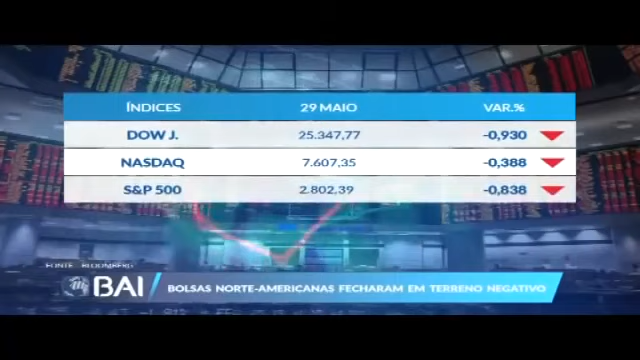 ÍNDICES 29 MAIO VAR.%
DOW J. 25.347,77 -0,930
NASDAQ 7.607,35 -0,388
S&P 500 2.802,39 -0,838
FONTE BLOOMBERG
BAI BOLSAS NORTE-AMERICANAS FECHARAM EM TERRENO NEGATIVO